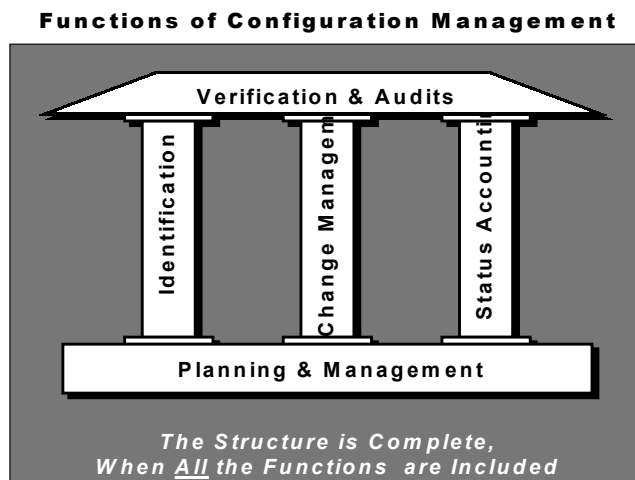 Functions of Configuration Management
Verification & Audits
Identification
Change Managem
Status Accountin
Planning & Management
The Structure is Complete,
When All the Functions are Included